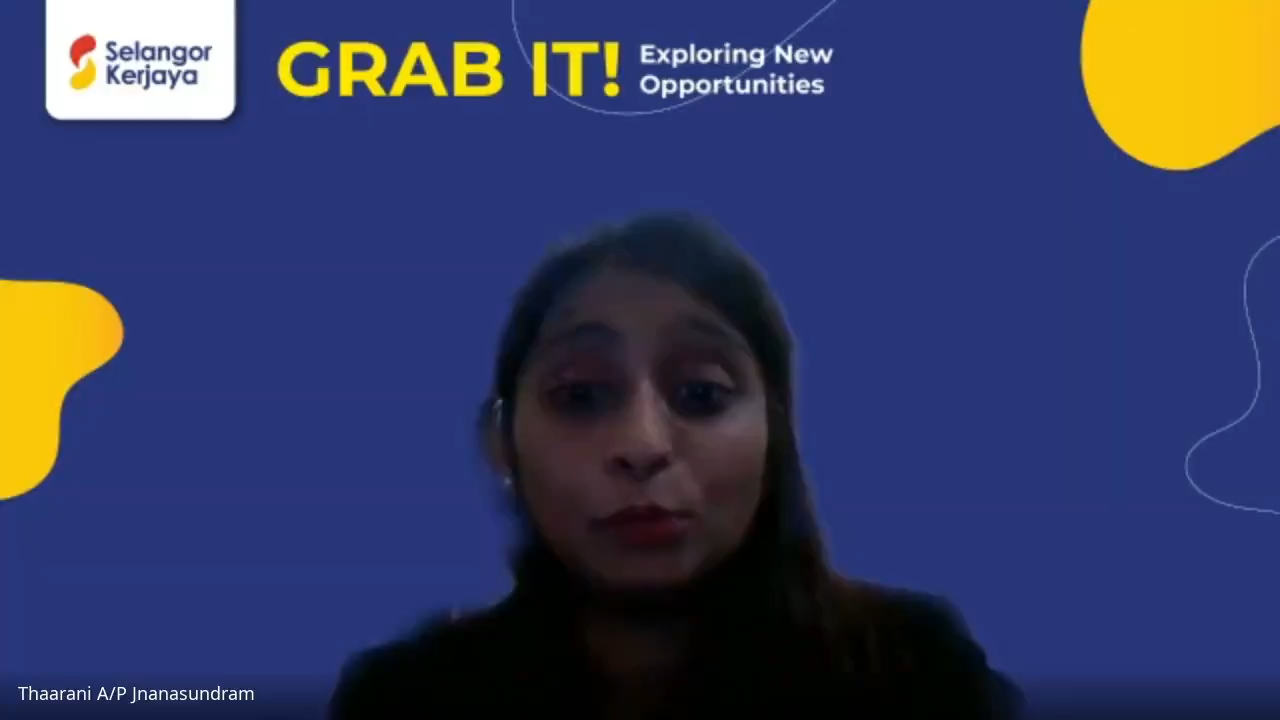 Selangor
Kerjaya
GRAB IT!
Exploring New
Opportunities
Thaarani A/P Jnanasundram